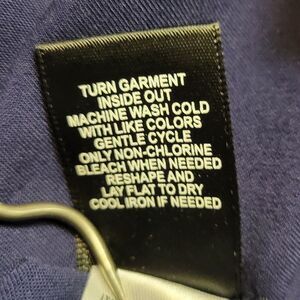 TURN GARMENT
INSIDE OUT
MACHINE WASH COLD
WITH LIKE COLORS
GENTLE CYCLE
ONLY NON-CHLORINE
BLEACH WHEN NEEDED
RESHAPE AND
LAY FLAT TO DRY
COOL IRON IF NEEDED